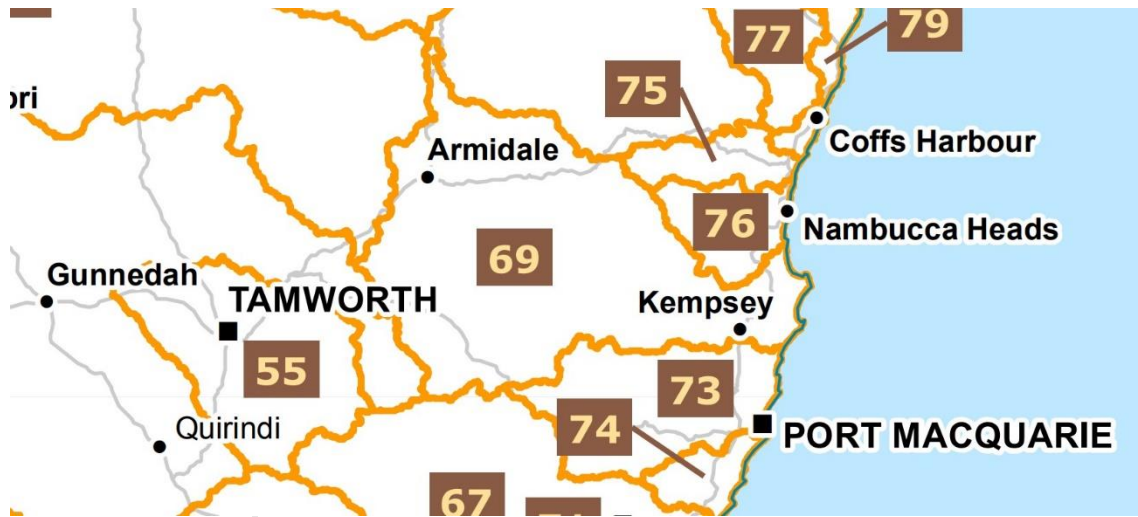 77
79
75
Armidale
Coffs Harbour
76
Nambucca Heads
69
Gunnedah
TAMWORTH
Kempsey
55
73
Quirindi
74
PORT MACQUARIE
67